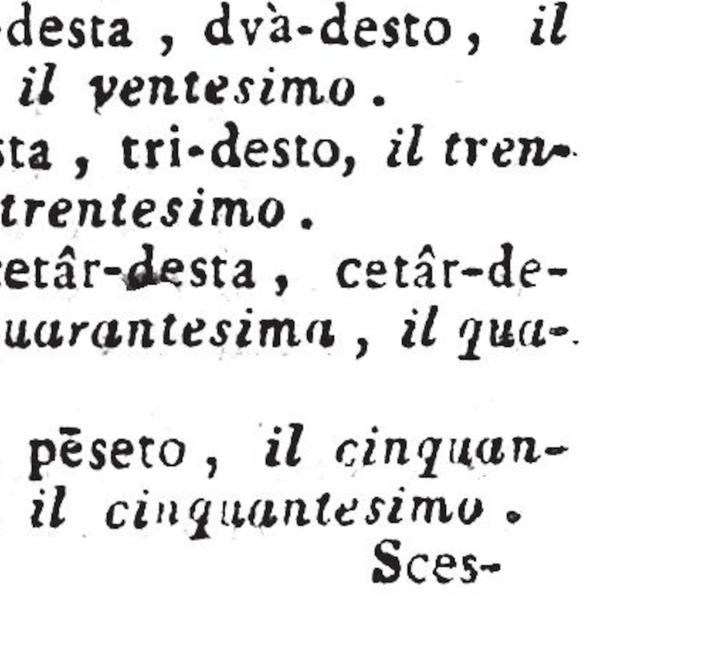 -desta , dvà-desto, il
il ventesimo .
sta , tri-desto, il tren-
trentesimo .
cetâr-desta , cetâr-de-
uarantesima , il qua-
pēseto , il cinquan-
il cinquantesimo .
Sces-